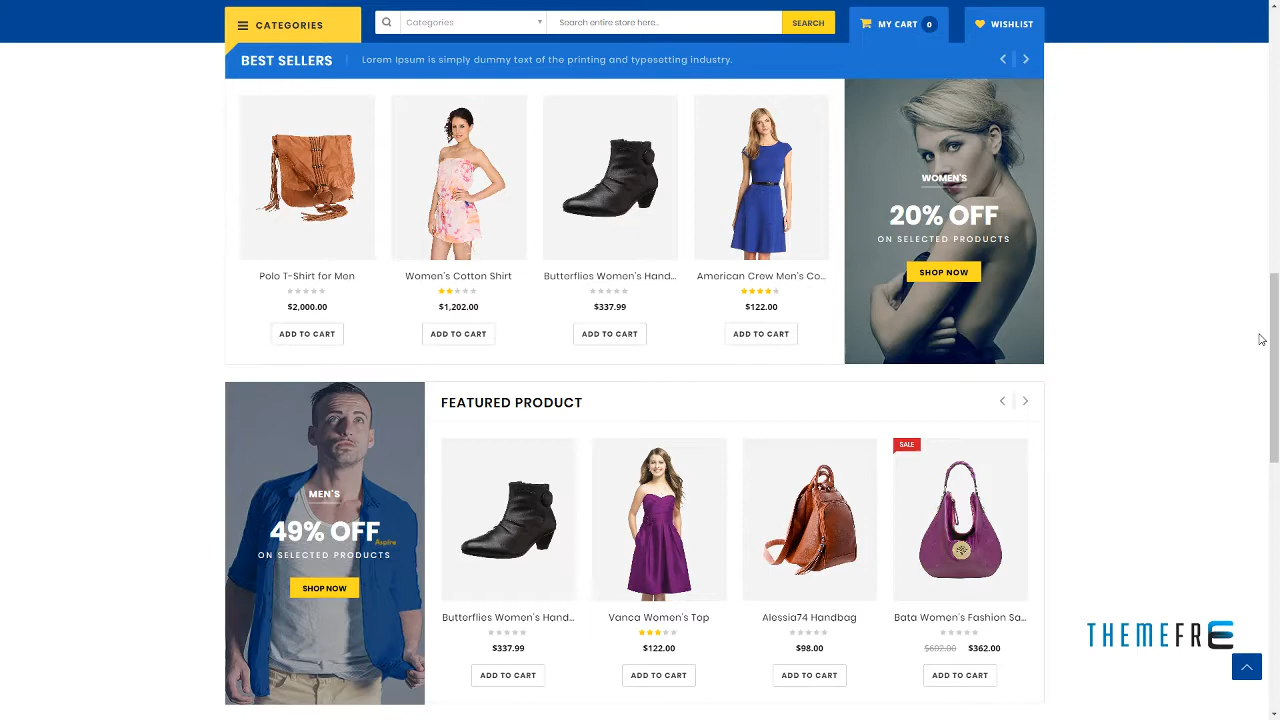 CATEGORIES
Categories
Search entire store here..
SEARCH
MY CART 0
WISHLIST
BEST SELLERS
Lorem Ipsum is simply dummy text of the printing and typesetting industry.
Polo T-Shirt for Men
$2,000.00
ADD TO CART
Women's Cotton Shirt
$1,202.00
ADD TO CART
Butterflies Women's Hand...
$337.99
ADD TO CART
American Crew Men's Co...
$122.00
ADD TO CART
WOMEN'S
20% OFF
ON SELECTED PRODUCTS
SHOP NOW
MEN'S
49% OFF
Aspire
ON SELECTED PRODUCTS
SHOP NOW
FEATURED PRODUCT
Butterflies Women's Hand...
$337.99
ADD TO CART
Vanca Women's Top
$122.00
ADD TO CART
Alessia74 Handbag
$98.00
ADD TO CART
SALE
Bata Women's Fashion Sa...
$602.00 $362.00
ADD TO CART
THEMEFRE